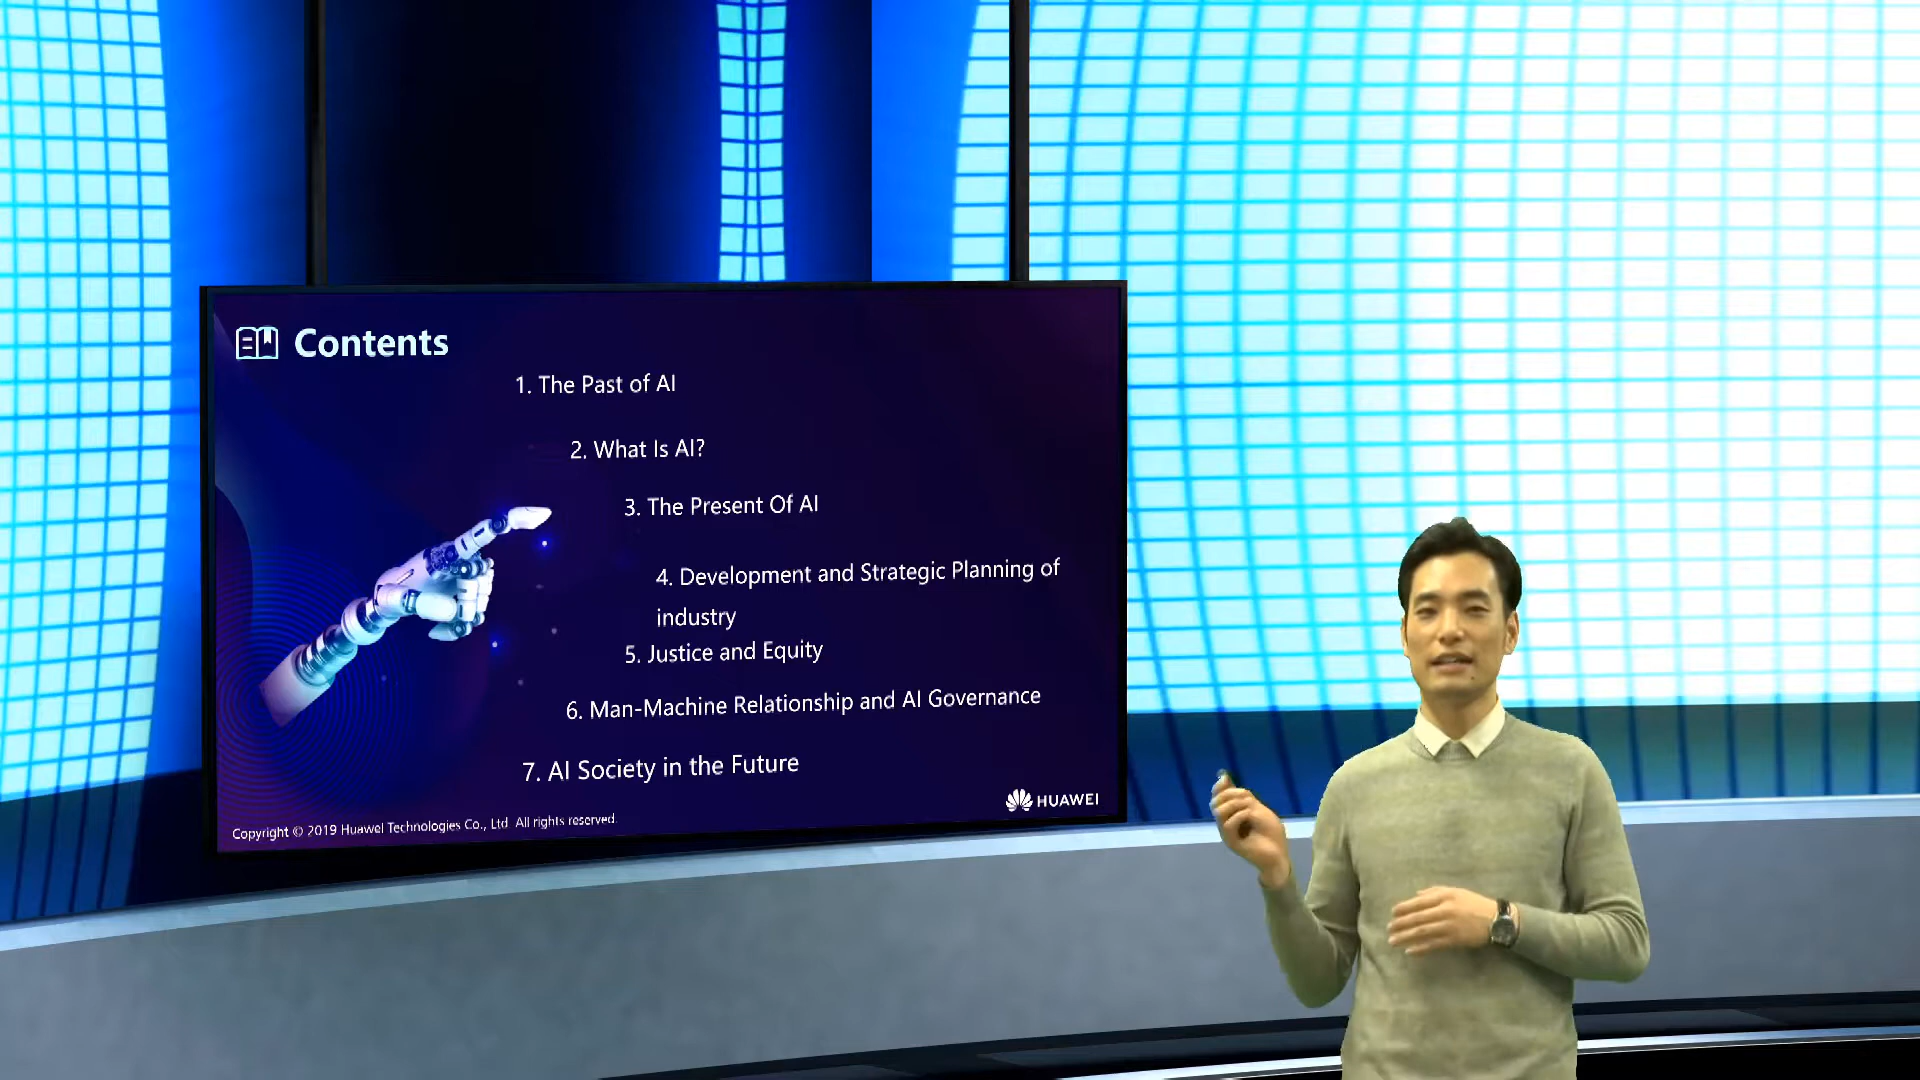 Contents
1. The Past of AI
2. What Is AI?
3. The Present Of AI
4. Development and Strategic Planning of
industry
5. Justice and Equity
6. Man-Machine Relationship and AI Governance
7. AI Society in the Future
HUAWEI
Copyright © 2019 Huawei Technologies Co., Ltd. All rights reserved.